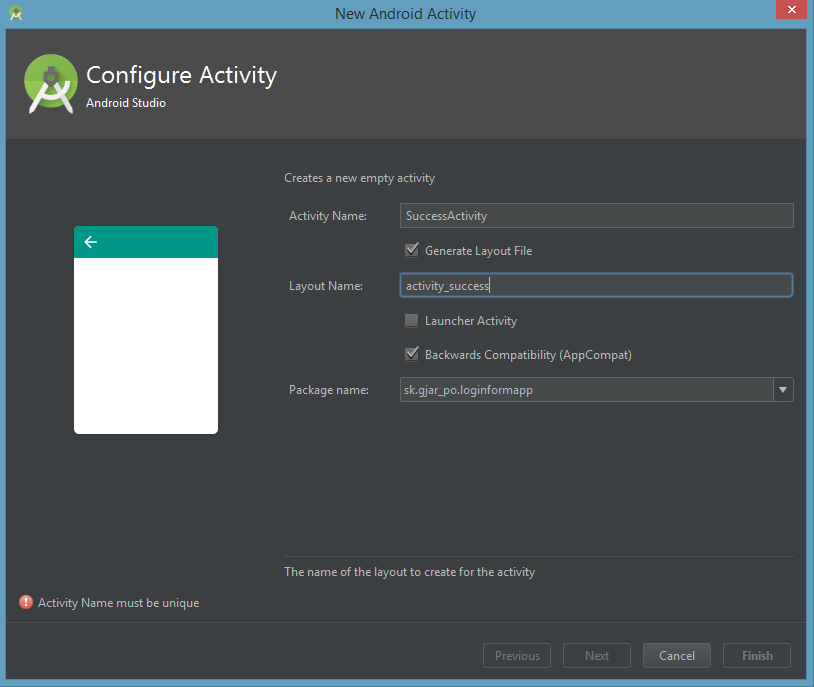 New Android Activity
Configure Activity
Android Studio
Creates a new empty activity
Activity Name: SuccessActivity
Generate Layout File
Layout Name: activity_success
Launcher Activity
Backwards Compatibility (AppCompat)
Package name: sk.gjar_po.loginformapp
The name of the layout to create for the activity
Activity Name must be unique
Previous Next Cancel Finish